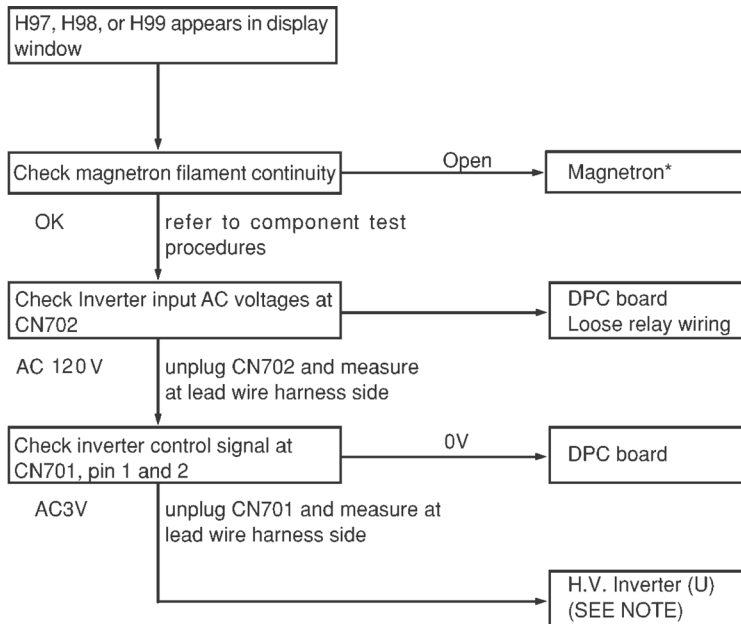 H97, H98, or H99 appears in display
window
Check magnetron filament continuity
Open
Magnetron*
OK
refer to component test
procedures
Check Inverter input AC voltages at
CN702
DPC board
Loose relay wiring
AC 120V
unplug CN702 and measure
at lead wire harness side
Check inverter control signal at
CN701, pin 1 and 2
0V
DPC board
AC3V
unplug CN701 and measure at
lead wire harness side
H.V. Inverter (U)
(SEE NOTE)